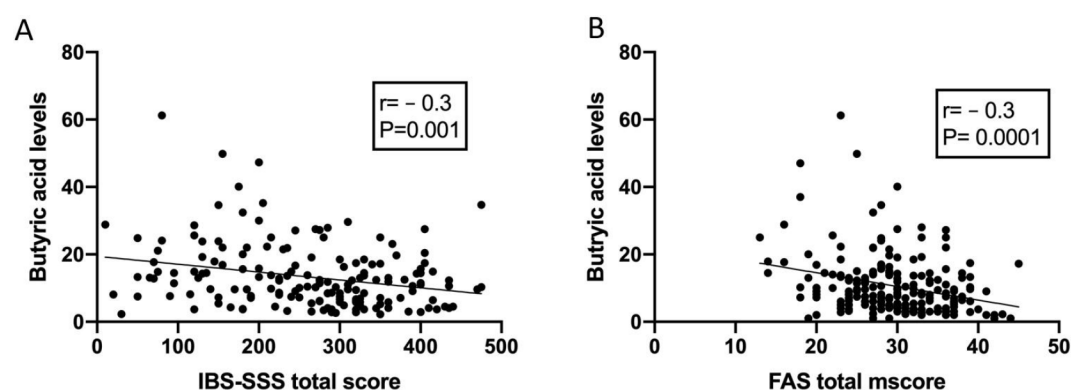 A
80
60
40
20
0
Butyric acid levels
r= – 0.3
P=0.001
0 100 200 300 400 500
IBS-SSS total score
B
80
60
40
20
0
Butryic acid levels
r= – 0.3
P= 0.0001
0 10 20 30 40 50
FAS total mscore